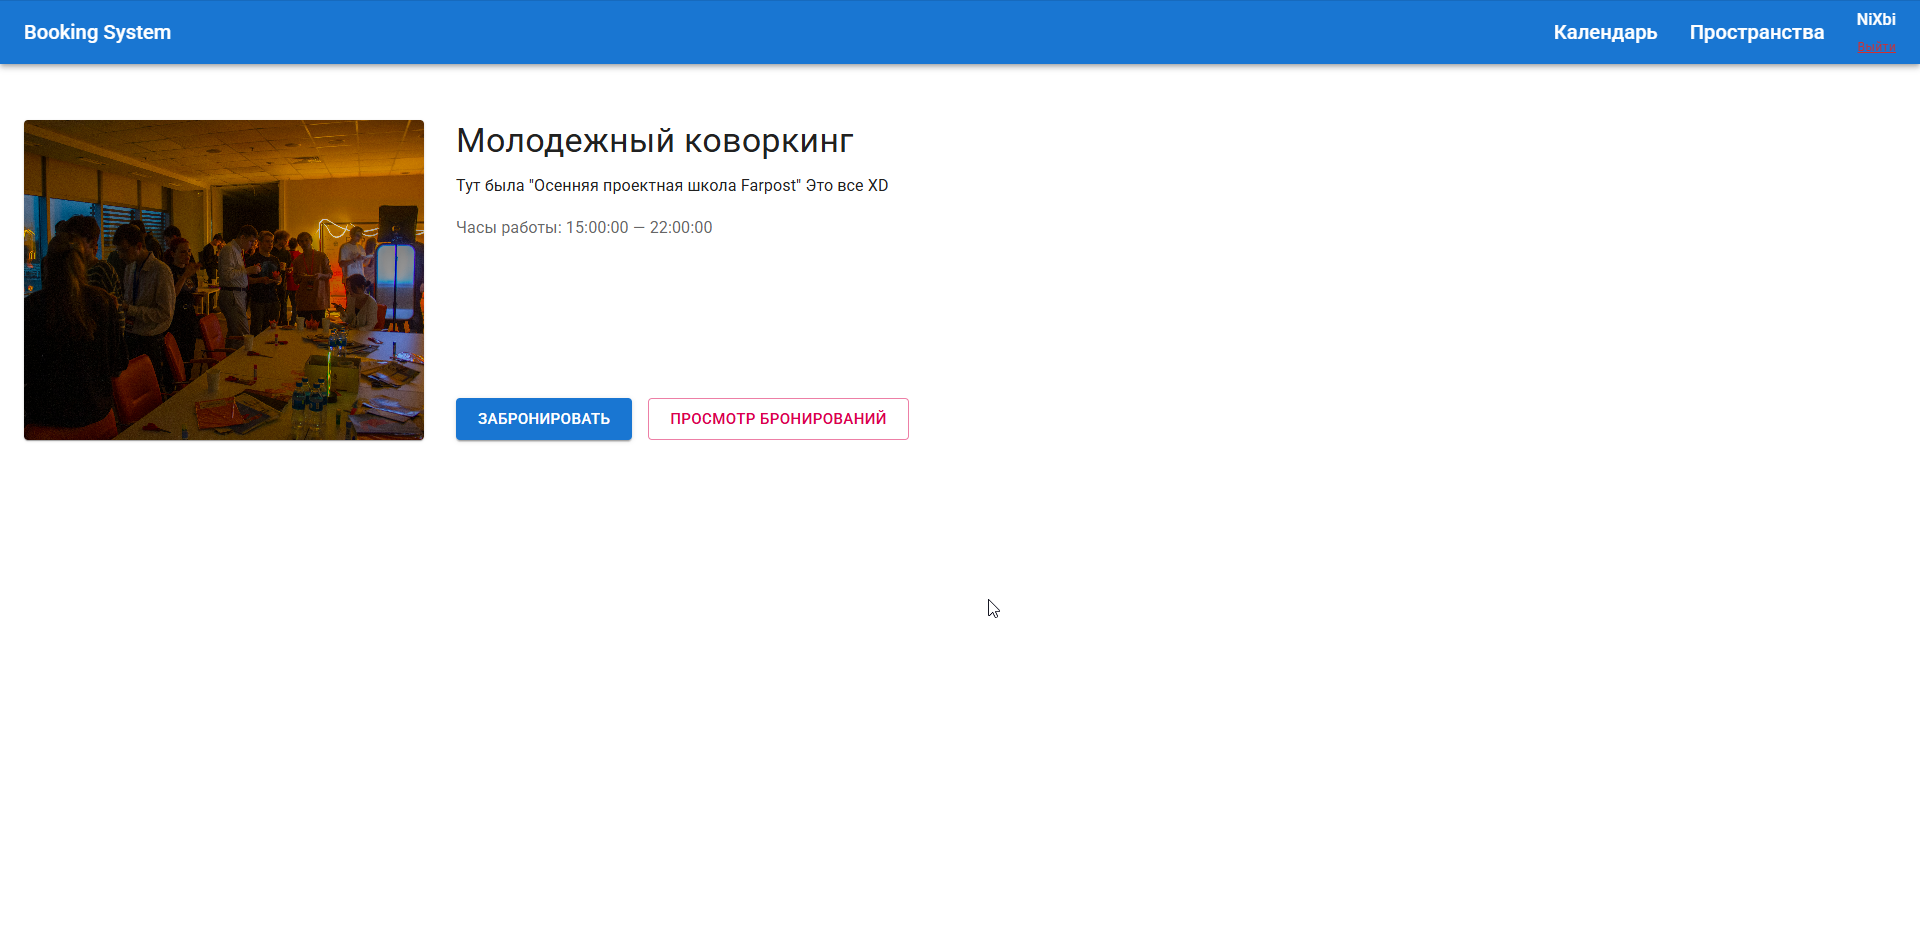 Booking System
Календарь
Пространства
NiXbi
Выйти
Молодежный коворкинг
Тут была "Осенняя проектная школа Farpost" Это все XD
Часы работы: 15:00:00 — 22:00:00
ЗАБРОНИРОВАТЬ
ПРОСМОТР БРОНИРОВАНИЙ